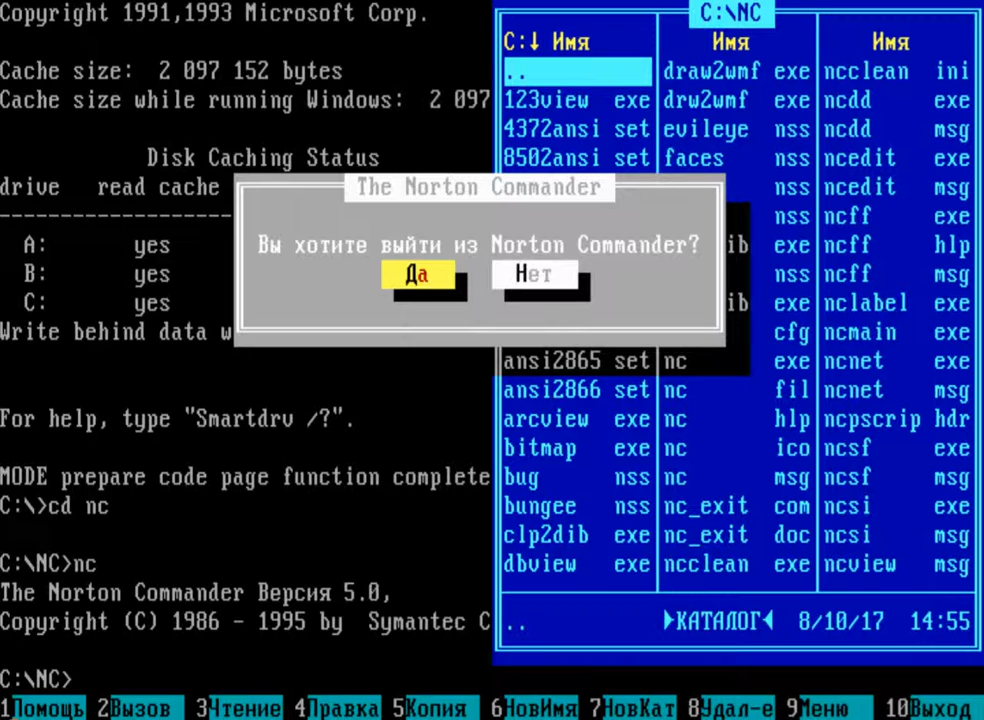 Copyright 1991,1993 Microsoft Corp.
Cache size: 2 097 152 bytes
Cache size while running Windows: 2 097
Disk Caching Status
drive read cache
-----------------
A: yes
B: yes
C: yes
Write behind data w
For help, type "Smartdrv /?".
MODE prepare code page function complete
C:\>cd nc
C:\NC>nc
The Norton Commander Версия 5.0,
Copyright (C) 1986 - 1995 by Symantec C
C:\NC>
The Norton Commander
Вы хотите выйти из Norton Commander?
Да Нет
C:\NC
C:↓ Имя Имя Имя
.. draw2wmf exe ncclean ini
123view exe drw2wmf exe ncdd exe
4372ansi set evileye nss ncdd msg
8502ansi set faces nss ncedit exe
nss ncedit msg
nss ncff exe
ib exe ncff hlp
nss ncff msg
ib exe nclabel exe
cfg ncmain exe
ansi2865 set nc exe ncnet exe
ansi2866 set nc fil ncnet msg
arcview exe nc hlp ncpscrip hdr
bitmap exe nc ico ncsf exe
bug nss nc msg ncsf msg
bungee nss nc_exit com ncsi exe
clp2dib exe nc_exit doc ncsi msg
dbview exe ncclean exe ncview msg
.. ►КАТАЛОГ◄ 8/10/17 14:55
1Помощь 2Вызов 3Чтение 4Правка 5Копия 6НовИмя 7НовКат 8Удал-е 9Меню 10Выход